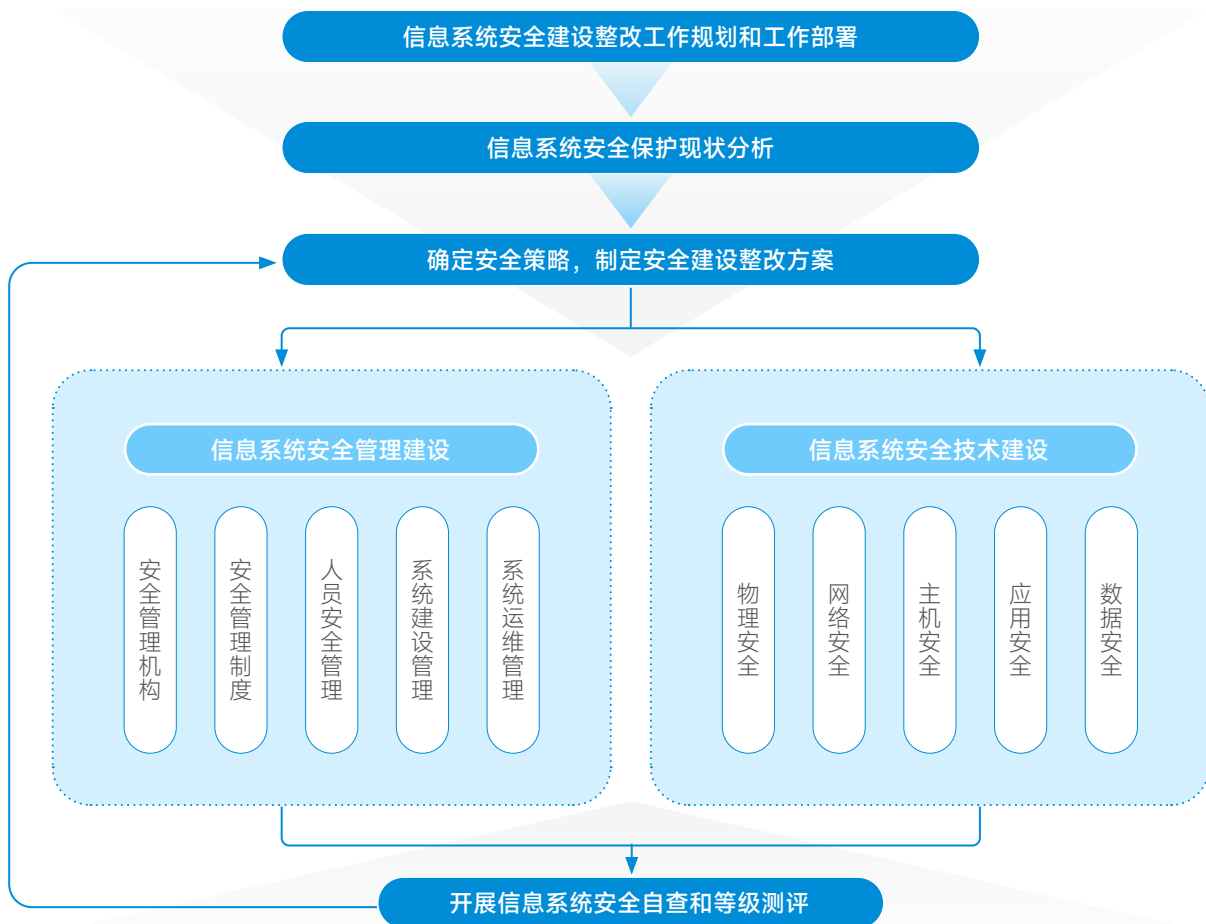 信息系统安全建设整改工作规划和工作部署
信息系统安全保护现状分析
确定安全策略，制定安全建设整改方案
信息系统安全管理建设
安全管理机构
安全管理制度
人员安全管理
系统建设管理
系统运维管理
信息系统安全技术建设
物理安全
网络安全
主机安全
应用安全
数据安全
开展信息系统安全自查和等级测评